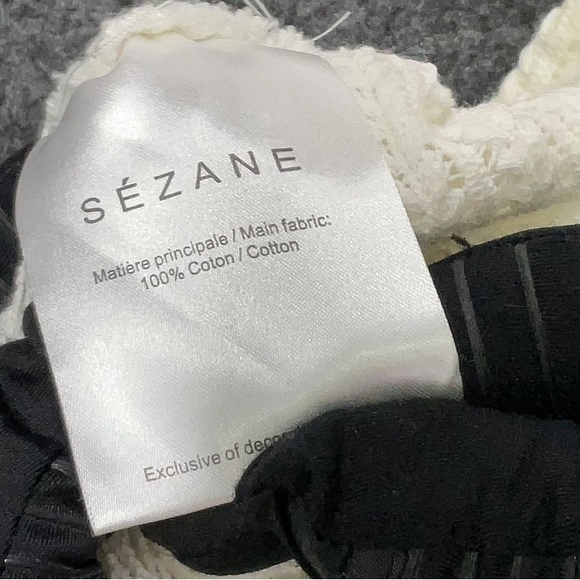 SÉZANE
Matière principale / Main fabric:
100% Coton / Cotton
Exclusive of